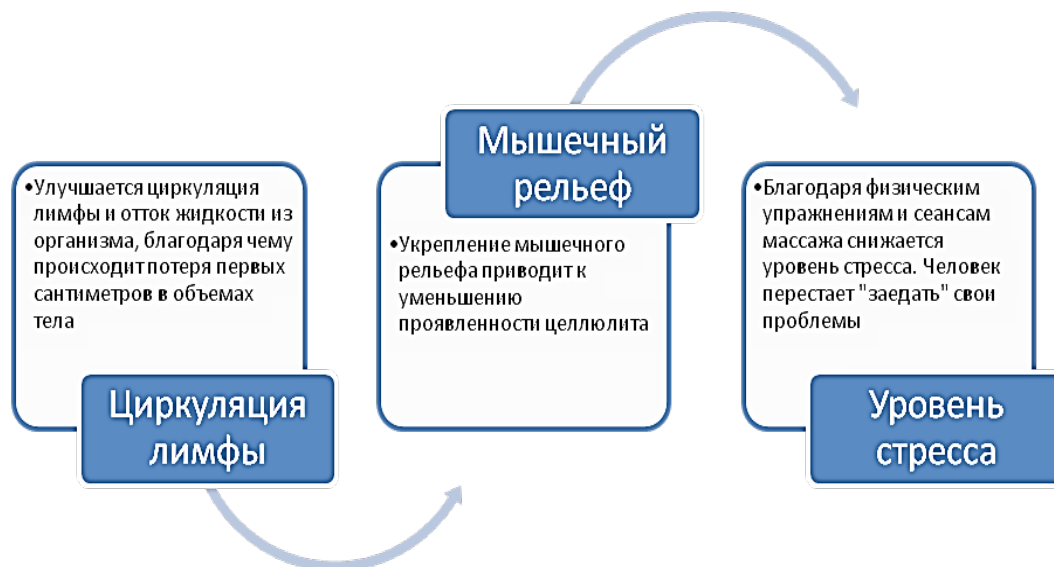 •Улучшается циркуляция
лимфы и отток жидкости из
организма, благодаря чему
происходит потеря первых
сантиметров в объемах
тела
Циркуляция
лимфы
Мышечный
рельеф
•Укрепление мышечного
рельефа приводит к
уменьшению
проявленности целлюлита
•Благодаря физическим
упражнениям и сеансам
массажа снижается
уровень стресса. Человек
перестает "заедать" свои
проблемы
Уровень
стресса